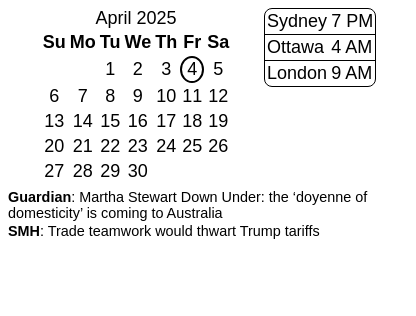 April 2025
Su Mo Tu We Th Fr Sa
1 2 3 4 5
6 7 8 9 10 11 12
13 14 15 16 17 18 19
20 21 22 23 24 25 26
27 28 29 30
Sydney 7 PM
Ottawa 4 AM
London 9 AM
Guardian: Martha Stewart Down Under: the ‘doyenne of
domesticity’ is coming to Australia
SMH: Trade teamwork would thwart Trump tariffs